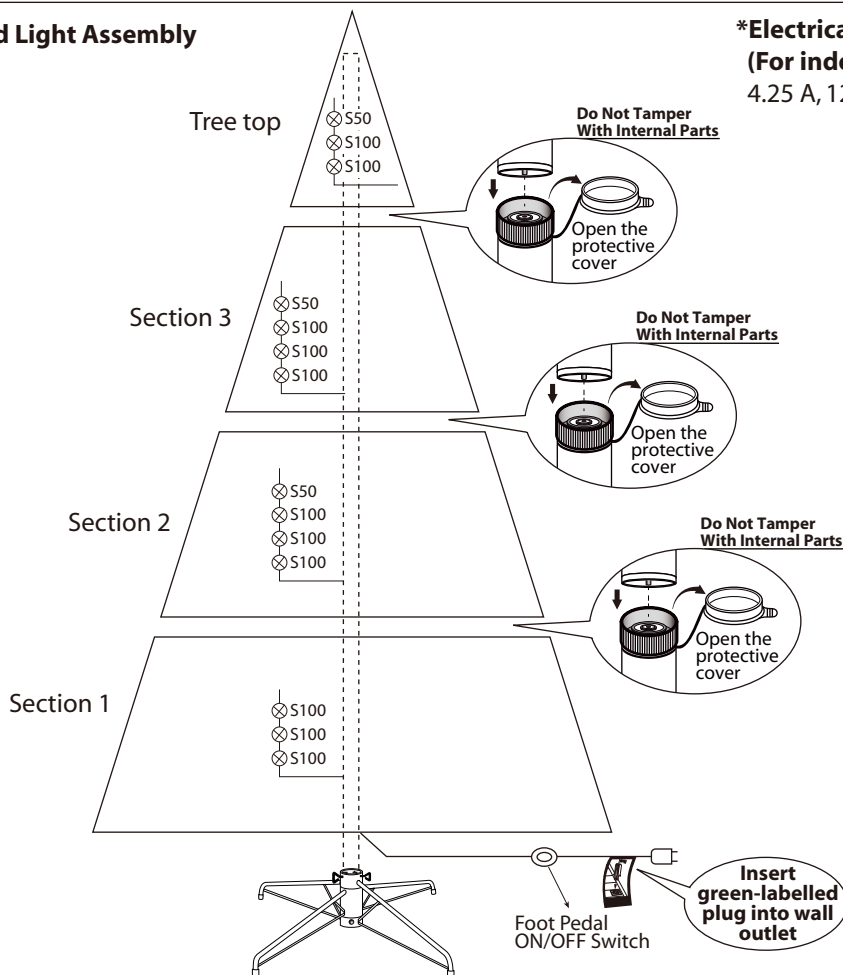 d Light Assembly
*Electrica
(For inde
4.25 A, 12
Tree top
S50
S100
S100
Do Not Tamper
With Internal Parts
Open the
protective
cover
Section 3
S50
S100
S100
S100
Do Not Tamper
With Internal Parts
Open the
protective
cover
Section 2
S50
S100
S100
S100
Do Not Tamper
With Internal Parts
Open the
protective
cover
Section 1
S100
S100
S100
Foot Pedal
ON/OFF Switch
Insert
green-labelled
plug into wall
outlet